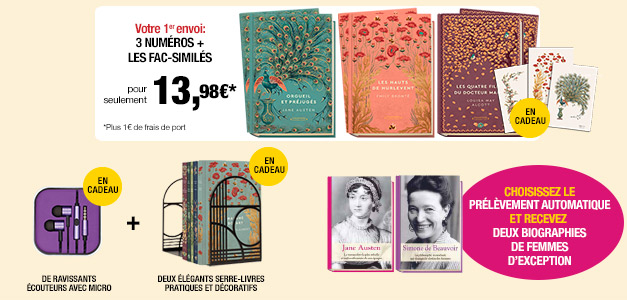 Votre 1er envoi:
3 NUMÉROS +
LES FAC-SIMILÉS
pour
seulement
13,98€*
*Plus 1€ de frais de port
ORGUEIL ET PRÉJUGÉS
JANE AUSTEN
LES HAUTS DE
HURLEVENT
EMILY BRONTË
LES QUATRE FILLES
DU DOCTEUR MARCH
LOUISA MAY
ALCOTT
EN
CADEAU
EN
CADEAU
+
EN
CADEAU
DE RAVISSANTS
ÉCOUTEURS AVEC MICRO
DEUX ÉLÉGANTS SERRE-LIVRES
PRATIQUES ET DÉCORATIFS
Jane Austen
Simone de Beauvoir
CHOISISSEZ LE
PRÉLÈVEMENT AUTOMATIQUE
ET RECEVEZ
DEUX BIOGRAPHIES
DE FEMMES
D'EXCEPTION